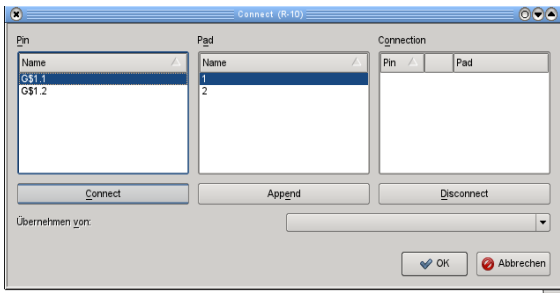 Connect (R-10)
Pin Pad Connection
Name Name Pin Pad
G$1.1 1
G$1.2 2
Connect Append Disconnect
Übernehmen von:
OK Abbrechen